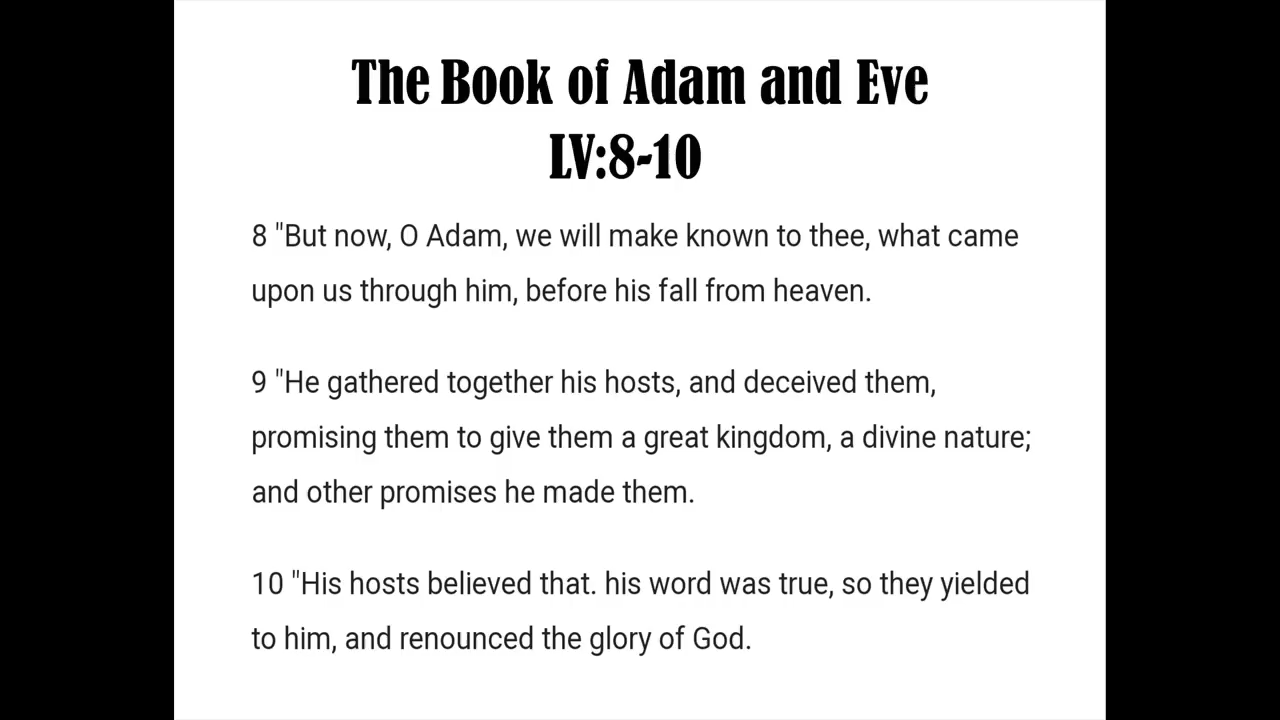 The Book of Adam and Eve
LV:8-10
8 "But now, O Adam, we will make known to thee, what came
upon us through him, before his fall from heaven.
9 "He gathered together his hosts, and deceived them,
promising them to give them a great kingdom, a divine nature;
and other promises he made them.
10 "His hosts believed that. his word was true, so they yielded
to him, and renounced the glory of God.